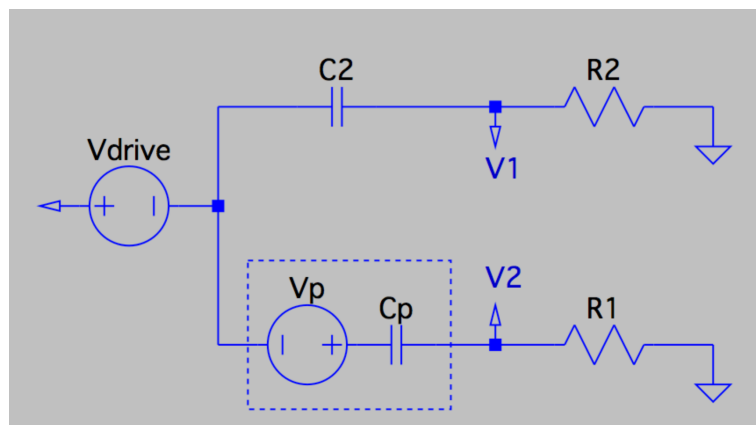 C2
R2
Vdrive
+ −
V1
Vp
Cp
V2
R1
− +